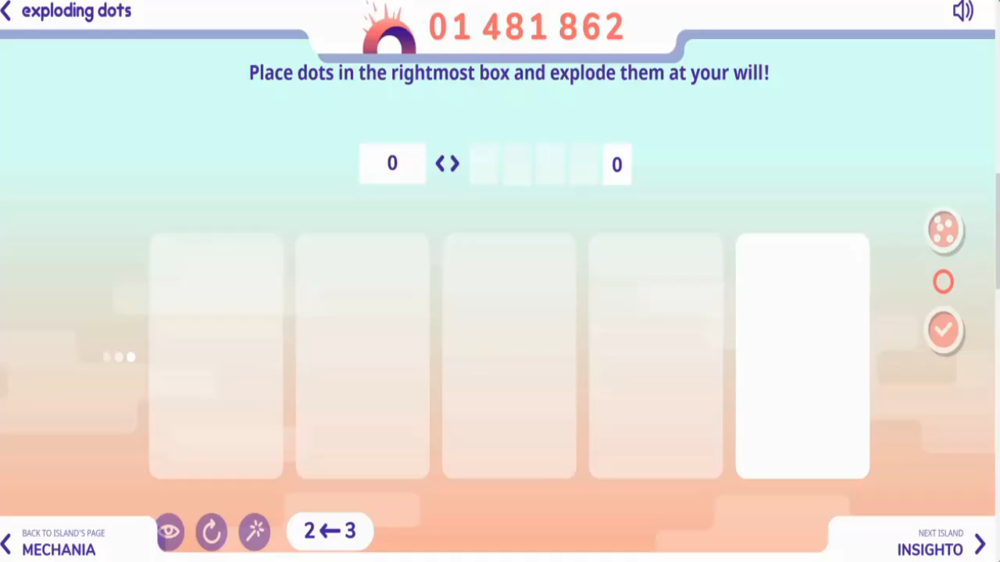 exploding dots
01 481 862
Place dots in the rightmost box and explode them at your will!
0 <> 0
2←3
BACK TO ISLAND'S PAGE
MECHANIA
NEXT ISLAND
INSIGHTO